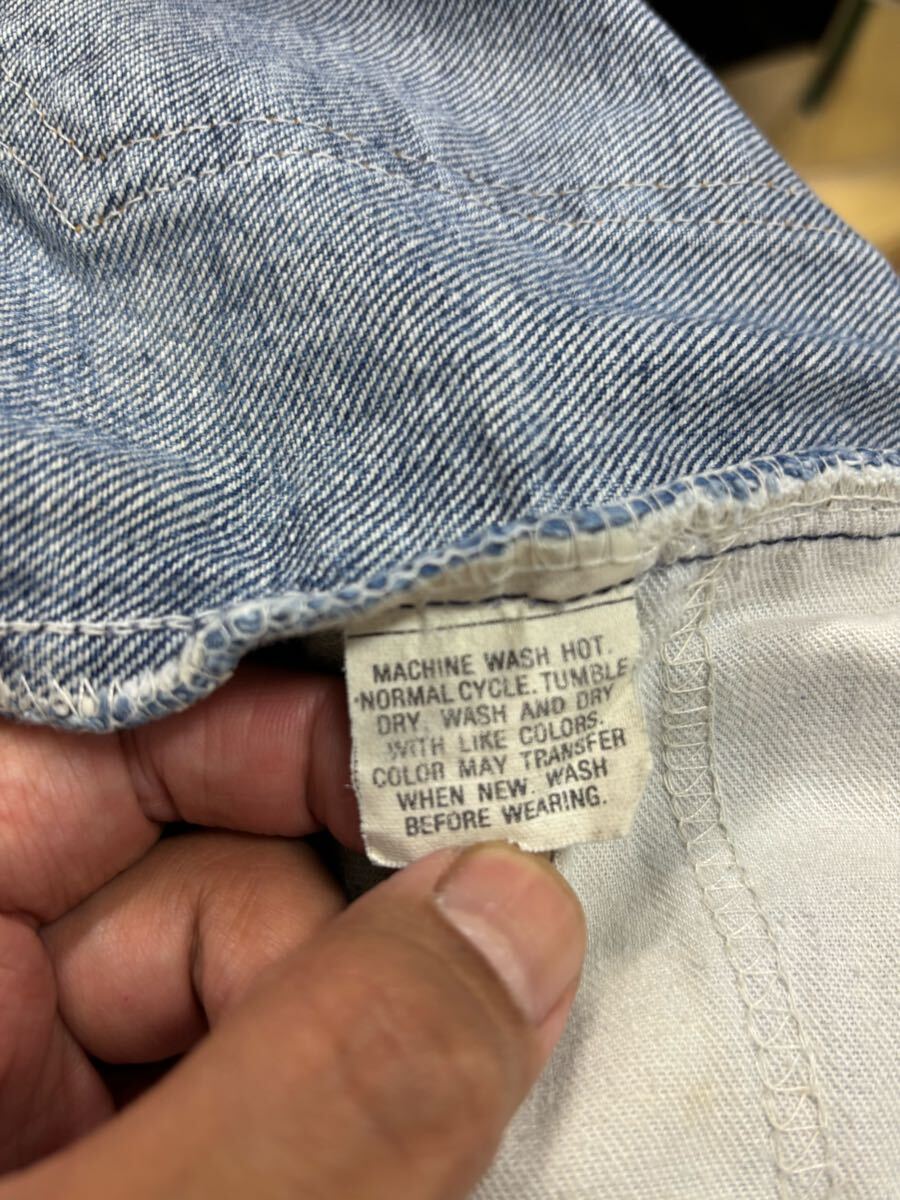 MACHINE WASH HOT.
NORMAL CYCLE. TUMBLE
DRY. WASH AND DRY
WITH LIKE COLORS.
COLOR MAY TRANSFER
WHEN NEW. WASH
BEFORE WEARING.